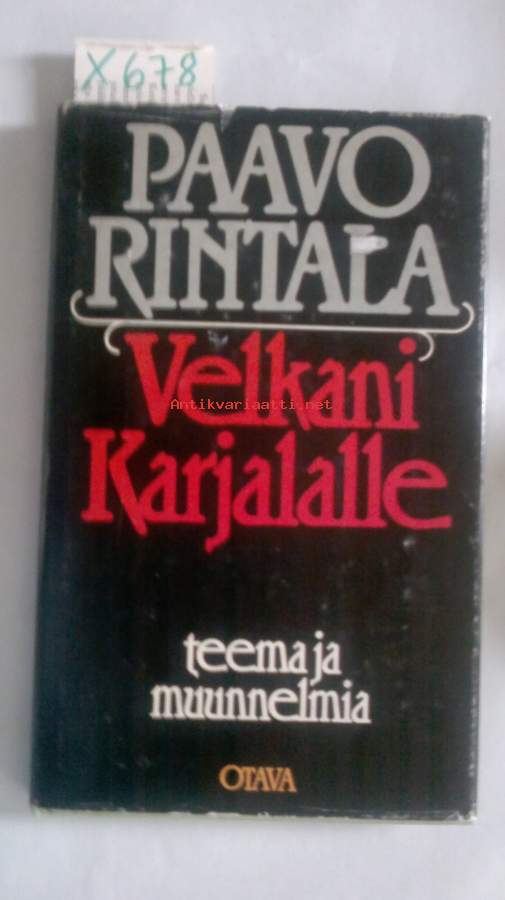 X678
PAAVO
RINTALA
Velkani
Antikvariaatti.net
Karjalalle
teema ja
muunnelmia
OTAVA